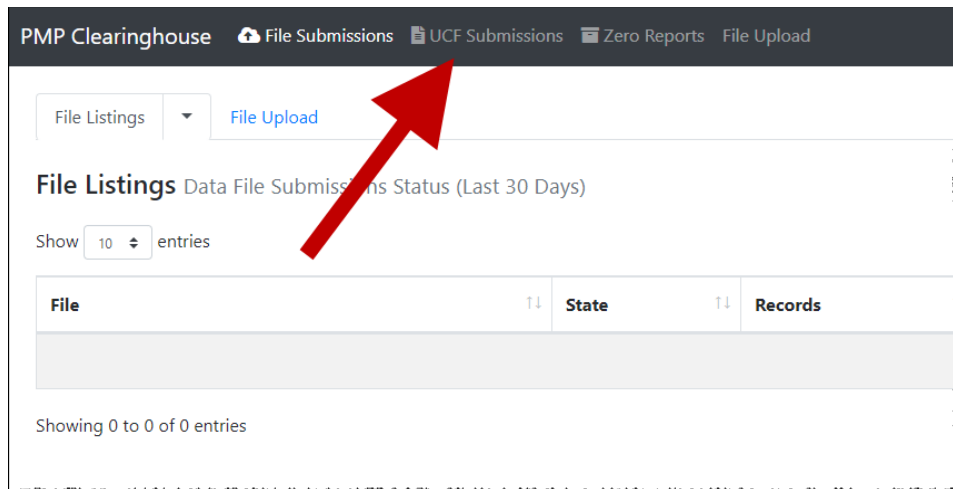 PMP Clearinghouse File Submissions UCF Submissions Zero Reports File Upload
File Listings File Upload
File Listings Data File Submissions Status (Last 30 Days)
Show 10 entries
File State Records
Showing 0 to 0 of 0 entries